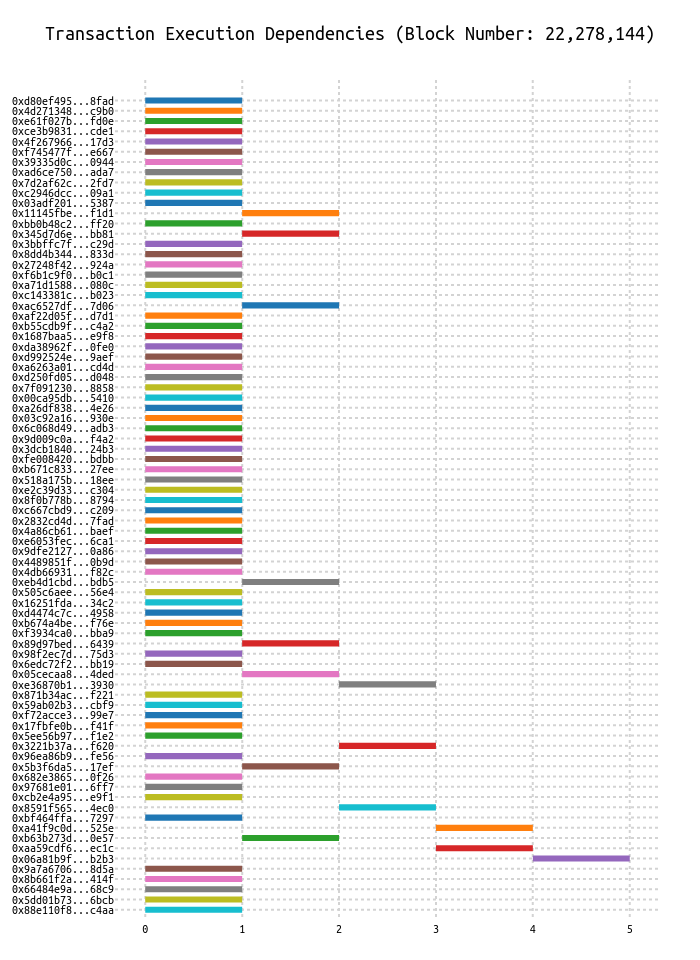 Transaction Execution Dependencies (Block Number: 22,278,144)
0xd80ef495...8fad
0x4d271348...c9b0
0xe61f027b...fd0e
0xce3b9831...cde1
0x4f267966...17d3
0xf745477f...e667
0x39335d0c...0944
0xad6ce750...ada7
0x7d2af62c...2fd7
0xc2946dcc...09a1
0x03adf201...5387
0x11145fbe...f1d1
0xbb0b48c2...ff20
0x345d7d6e...bb81
0x3bbffc7f...c29d
0x8dd4b344...833d
0x27248f42...924a
0xf6b1c9f0...b0c1
0xa71d1588...080c
0xc143381c...b023
0xac6527df...7d06
0xaf22d05f...d7d1
0xb55cdb9f...c4a2
0x1687baa5...e9f8
0xda38962f...0fe0
0xd992524e...9aef
0xa6263a01...cd4d
0xd250fd05...d048
0x7f091230...8858
0x00ca95db...5410
0xa26df838...4e26
0x03c92a16...930e
0x6c068d49...adb3
0x9d009c0a...f4a2
0x3dcb1840...24b3
0xfe008420...bdbb
0xb671c833...27ee
0x518a175b...18ee
0xe2c39d33...c304
0x8f0b778b...8794
0xc667cbd9...c209
0x2832cd4d...7fad
0x4a86cb61...baef
0xe6053fec...6ca1
0x9dfe2127...0a86
0x4489851f...0b9d
0x4db66931...f82c
0xeb4d1cbd...bdb5
0x505c6aee...56e4
0x16251fda...34c2
0xd4474c7c...4958
0xb674a4be...f76e
0xf3934ca0...bba9
0x89d97bed...6439
0x98f2ec7d...75d3
0x6edc72f2...bb19
0x05cecaa8...4ded
0xe36870b1...3930
0x871b34ac...f221
0x59ab02b3...cbf9
0xf72acce3...99e7
0x17fbfe0b...f41f
0x5ee56b97...f1e2
0x3221b37a...f620
0x96ea86b9...fe56
0x5b3f6da5...17ef
0x682e3865...0f26
0x97681e01...6ff7
0xcb2e4a95...e9f1
0x8591f565...4ec0
0xbf464ffa...7297
0xa41f9c0d...525e
0xb63b273d...0e57
0xaa59cdf6...ec1c
0x06a81b9f...b2b3
0x9a7a6706...8d5a
0x8b661f2a...414f
0x66484e9a...68c9
0x5dd01b73...6bcb
0x88e110f8...c4aa
0 1 2 3 4 5